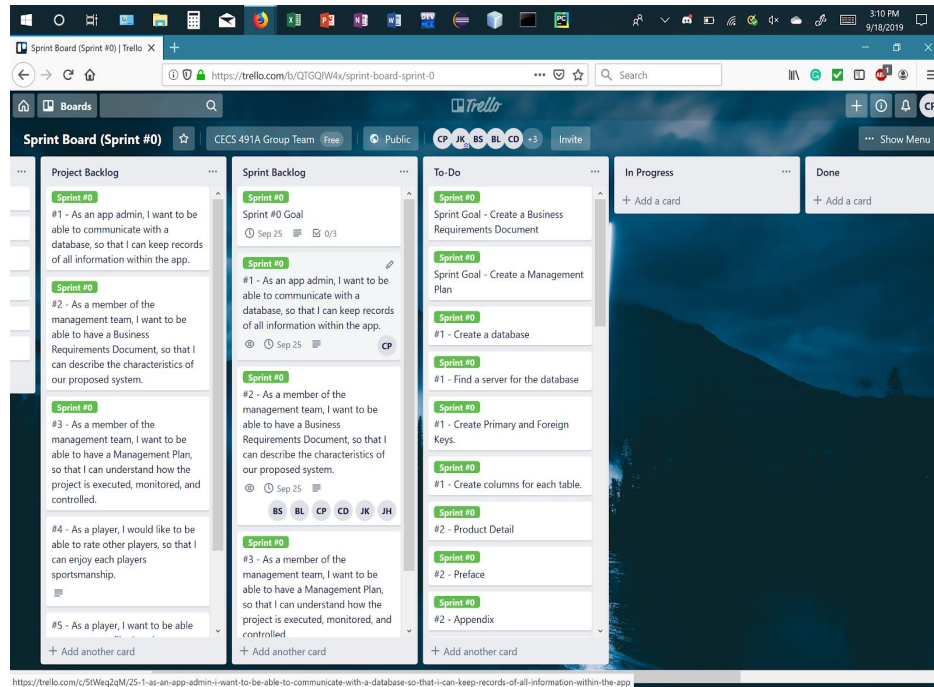 3:10 PM
9/18/2019
Sprint Board (Sprint #0) | Trello
https://trello.com/b/QTGQIW4x/sprint-board-sprint-0
Search
Boards
Trello
Sprint Board (Sprint #0)
CECS 491A Group Team Free
Public
CP JK BS BL CD +3
Invite
Show Menu
Project Backlog
Sprint #0
#1 - As an app admin, I want to be
able to communicate with a
database, so that I can keep records
of all information within the app.
Sprint #0
#2 - As a member of the
management team, I want to be
able to have a Business
Requirements Document, so that I
can describe the characteristics of
our proposed system.
Sprint #0
#3 - As a member of the
management team, I want to be
able to have a Management Plan,
so that I can understand how the
project is executed, monitored, and
controlled.
#4 - As a player, I would like to be
able to rate other players, so that I
can enjoy each players
sportsmanship.
#5 - As a player, I want to be able
+ Add another card
Sprint Backlog
Sprint #0
Sprint #0 Goal
Sep 25 0/3
Sprint #0
#1 - As an app admin, I want to be
able to communicate with a
database, so that I can keep records
of all information within the app.
Sep 25
CP
Sprint #0
#2 - As a member of the
management team, I want to be
able to have a Business
Requirements Document, so that I
can describe the characteristics of
our proposed system.
Sep 25
BS BL CP CD JK JH
Sprint #0
#3 - As a member of the
management team, I want to be
able to have a Management Plan,
so that I can understand how the
project is executed, monitored, and
controlled
+ Add another card
To-Do
Sprint #0
Sprint Goal - Create a Business
Requirements Document
Sprint #0
Sprint Goal - Create a Management
Plan
Sprint #0
#1 - Create a database
Sprint #0
#1 - Find a server for the database
Sprint #0
#1 - Create Primary and Foreign
Keys.
Sprint #0
#1 - Create columns for each table.
Sprint #0
#2 - Product Detail
Sprint #0
#2 - Preface
Sprint #0
#2 - Appendix
+ Add another card
In Progress
+ Add a card
Done
+ Add a card
https://trello.com/c/5tWeq2qM/25-1-as-an-app-admin-i-want-to-be-able-to-communicate-with-a-database-so-that-i-can-keep-records-of-all-information-within-the-app